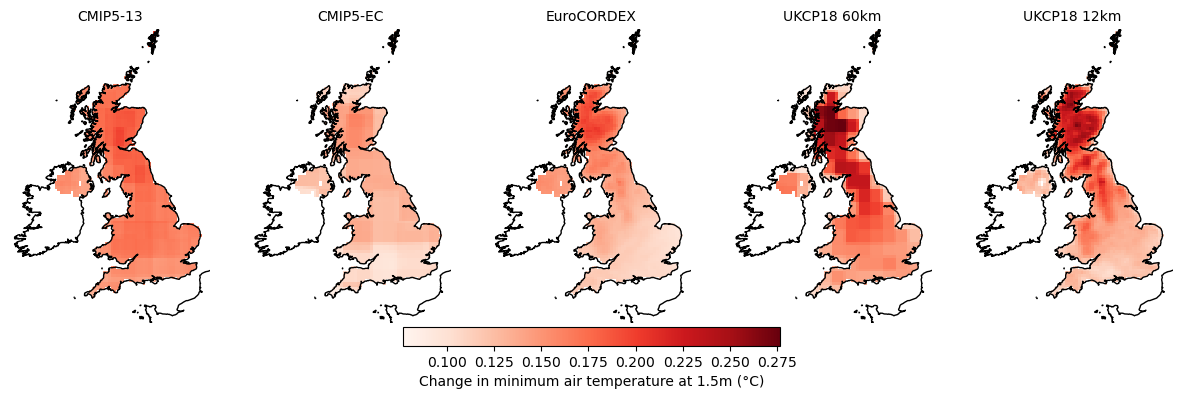 CMIP5-13 CMIP5-EC EuroCORDEX UKCP18 60km UKCP18 12km
0.100 0.125 0.150 0.175 0.200 0.225 0.250 0.275
Change in minimum air temperature at 1.5m (°C)